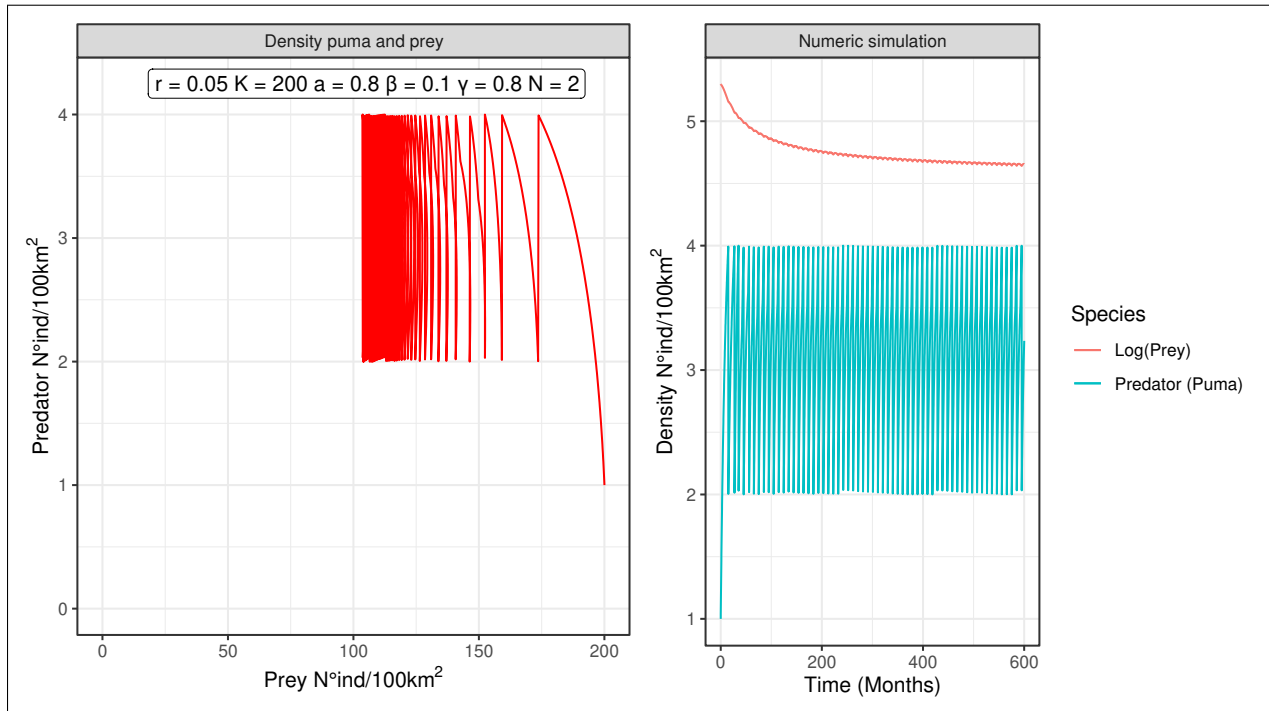 Density puma and prey
r = 0.05 K = 200 a = 0.8 β = 0.1 γ = 0.8 N = 2
Predator N°ind/100km²
4
3
2
1
0
0 50 100 150 200
Prey N°ind/100km²
Numeric simulation
Density N°ind/100km²
5
4
3
2
1
0 200 400 600
Time (Months)
Species
Log(Prey)
Predator (Puma)